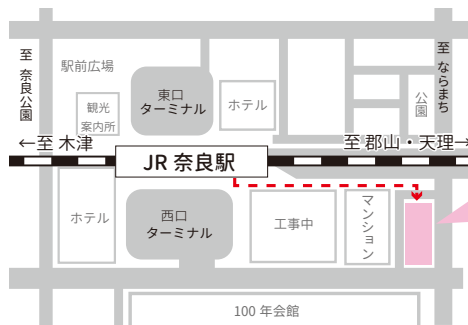 至 奈良公園
駅前広場
東口
ターミナル
観光
案内所
ホテル
公園
至 ならまち
←至 木津
至 郡山・天理→
JR 奈良駅
ホテル
西口
ターミナル
工事中
マンション
100 年会館